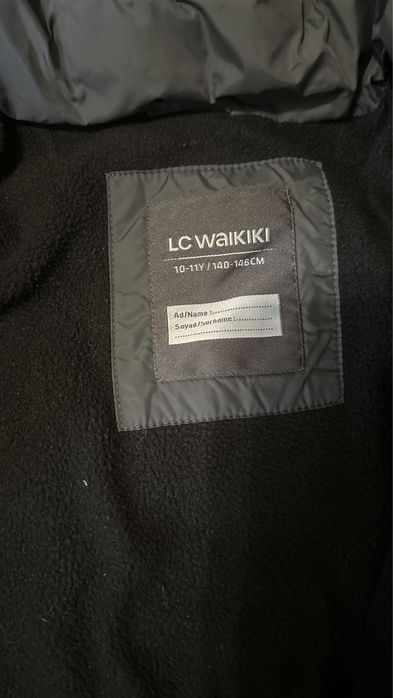 LC WAIKIKI
10-11Y / 140-146CM
Ad/Name :....................
Soyad/Surname :..............
..............................